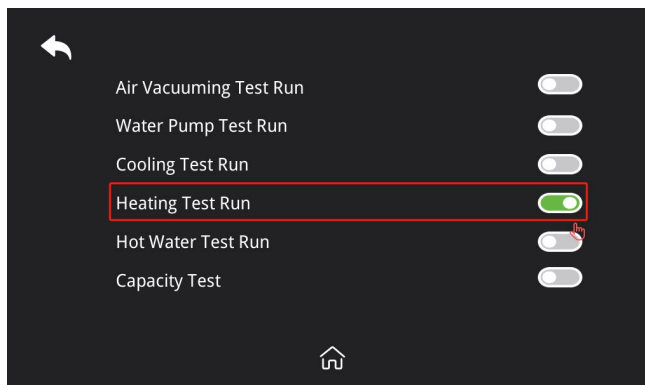 Air Vacuuming Test Run
Water Pump Test Run
Cooling Test Run
Heating Test Run
Hot Water Test Run
Capacity Test